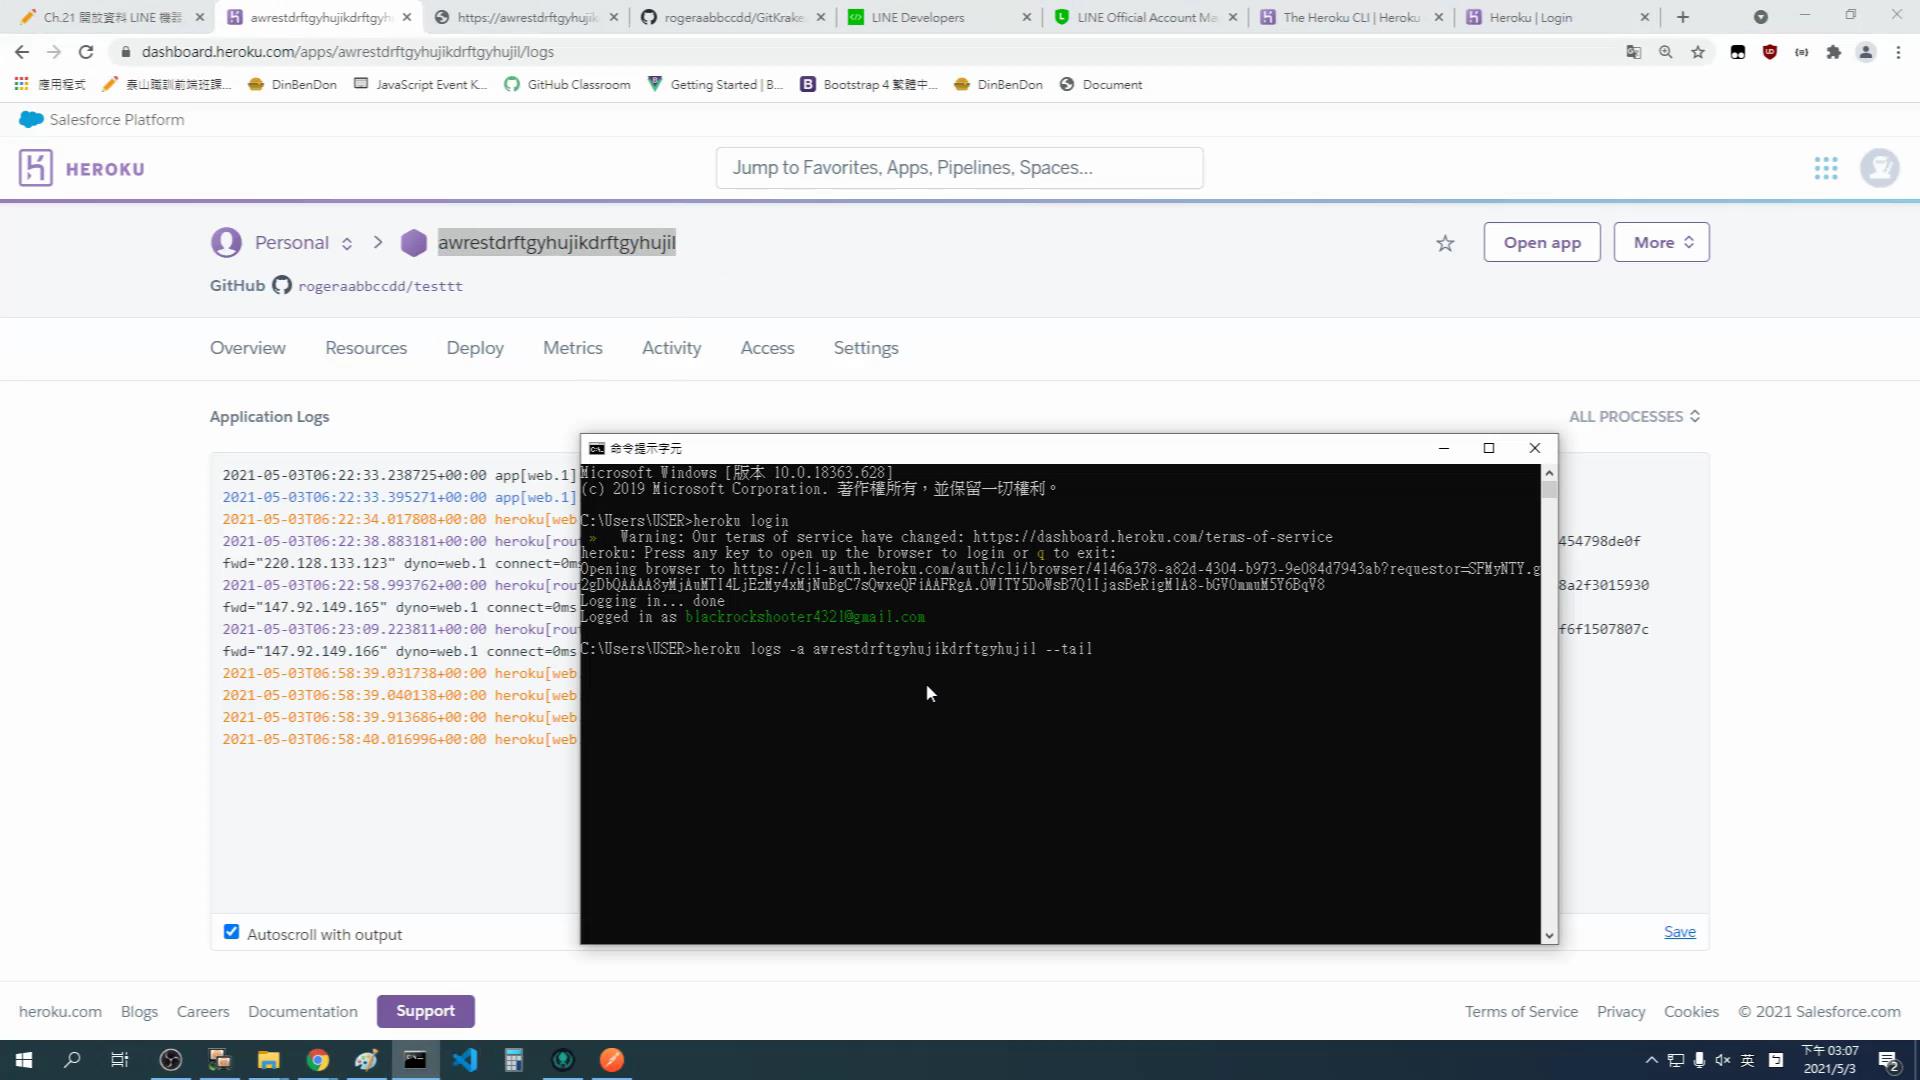 Ch.21 開放資料 LINE 機器
awrestdrftgyhujikdrftgyh
https://awrestdrftgyhujik
rogeraabbccdd/GitKrake
LINE Developers
LINE Official Account Ma
The Heroku CLI | Heroku
Heroku | Login
dashboard.heroku.com/apps/awrestdrftgyhujikdrftgyhujil/logs
應用程式
泰山職訓前端班課...
DinBenDon
JavaScript Event K...
GitHub Classroom
Getting Started | B...
Bootstrap 4 繁體中...
DinBenDon
Document
Salesforce Platform
HEROKU
Jump to Favorites, Apps, Pipelines, Spaces...
Personal
awrestdrftgyhujikdrftgyhujil
Open app
More
GitHub rogeraabbccdd/testtt
Overview
Resources
Deploy
Metrics
Activity
Access
Settings
Application Logs
ALL PROCESSES
2021-05-03T06:22:33.238725+00:00 app[web.1]
2021-05-03T06:22:33.395271+00:00 app[web.1]
2021-05-03T06:22:34.017808+00:00 heroku[web
2021-05-03T06:22:38.883181+00:00 heroku[rou
454798de0f
fwd="220.128.133.123" dyno=web.1 connect=0ms
2021-05-03T06:22:58.993762+00:00 heroku[rou
8a2f3015930
fwd="147.92.149.165" dyno=web.1 connect=0ms
2021-05-03T06:23:09.223811+00:00 heroku[rou
f6f1507807c
fwd="147.92.149.166" dyno=web.1 connect=0ms
2021-05-03T06:58:39.031738+00:00 heroku[web
2021-05-03T06:58:39.040138+00:00 heroku[web
2021-05-03T06:58:39.913686+00:00 heroku[web
2021-05-03T06:58:40.016996+00:00 heroku[web
Autoscroll with output
Save
命令提示字元
Microsoft Windows [版本 10.0.18363.628]
(c) 2019 Microsoft Corporation. 著作權所有，並保留一切權利。
C:\Users\USER>heroku login
» Warning: Our terms of service have changed: https://dashboard.heroku.com/terms-of-service
heroku: Press any key to open up the browser to login or q to exit:
Opening browser to https://cli-auth.heroku.com/auth/cli/browser/4146a378-a82d-4304-b973-9e084d7943ab?requestor=SFMyNTY.g
2gDbQAAAA8yMjAuMTI4LjEzMy4xMjNuBgC7sQwxeQFiAAFRgA.OWITY5DoWsB7Q1IjasBeRigMlA8-bGVOmmuM5Y6BqV8
Logging in... done
Logged in as blackrockshooter4321@gmail.com
C:\Users\USER>heroku logs -a awrestdrftgyhujikdrftgyhujil --tail
heroku.com
Blogs
Careers
Documentation
Support
Terms of Service
Privacy
Cookies
© 2021 Salesforce.com
英
下午 03:07
2021/5/3
2